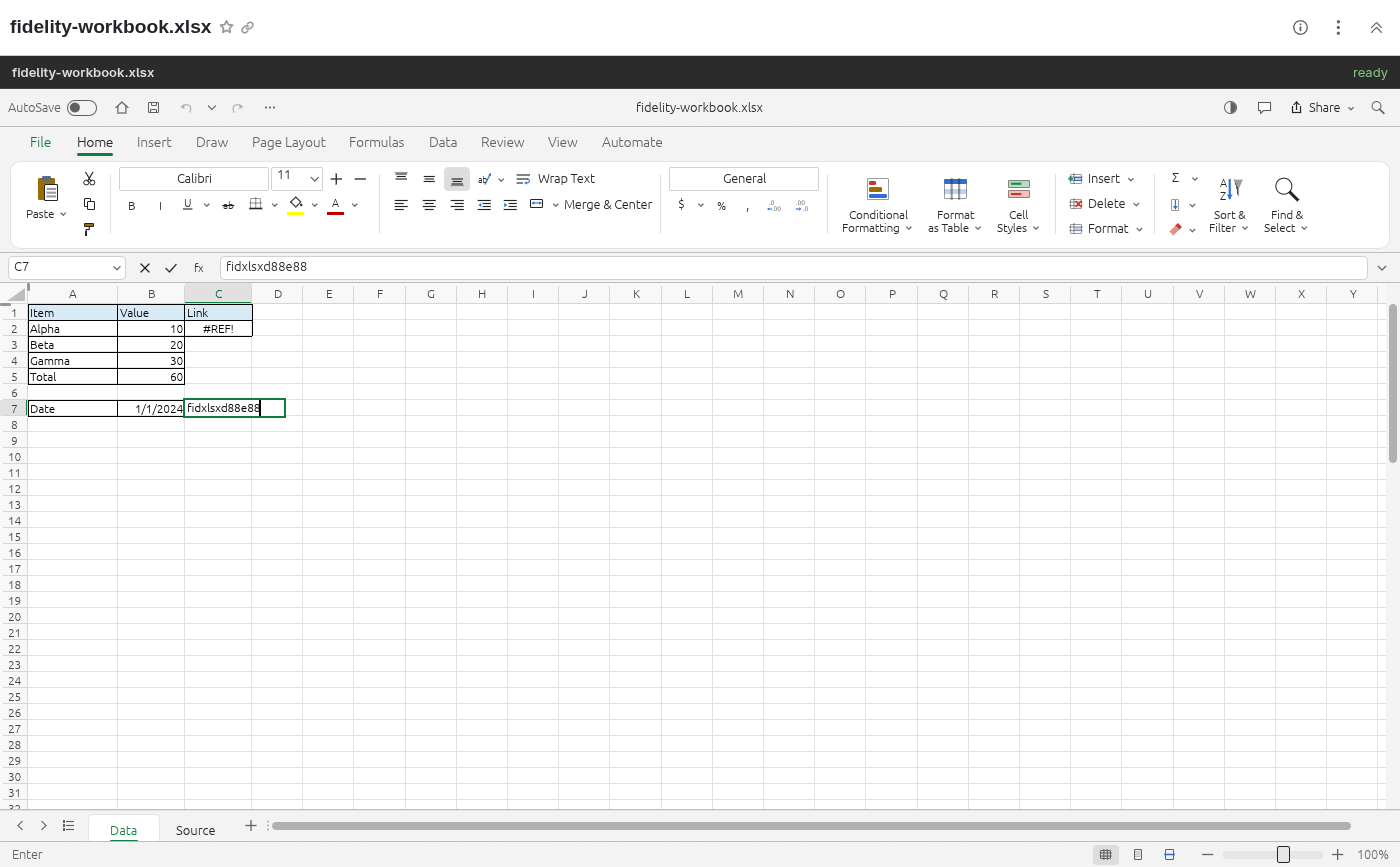 fidelity-workbook.xlsx
fidelity-workbook.xlsx ready
AutoSave fidelity-workbook.xlsx Share
File Home Insert Draw Page Layout Formulas Data Review View Automate
Paste Calibri 11 ab Wrap Text General Insert
B I U ab A Merge & Center $ % , Delete
Conditional Formatting Format as Table Cell Styles Format Σ Sort & Filter Find & Select
C7 fx fidxlsxd88e88
A B C D E F G H I J K L M N O P Q R S T U V W X Y
1 Item Value Link
2 Alpha 10 #REF!
3 Beta 20
4 Gamma 30
5 Total 60
6
7 Date 1/1/2024 fidxlsxd88e88
8
9
10
11
12
13
14
15
16
17
18
19
20
21
22
23
24
25
26
27
28
29
30
31
32
Data Source
Enter 100%